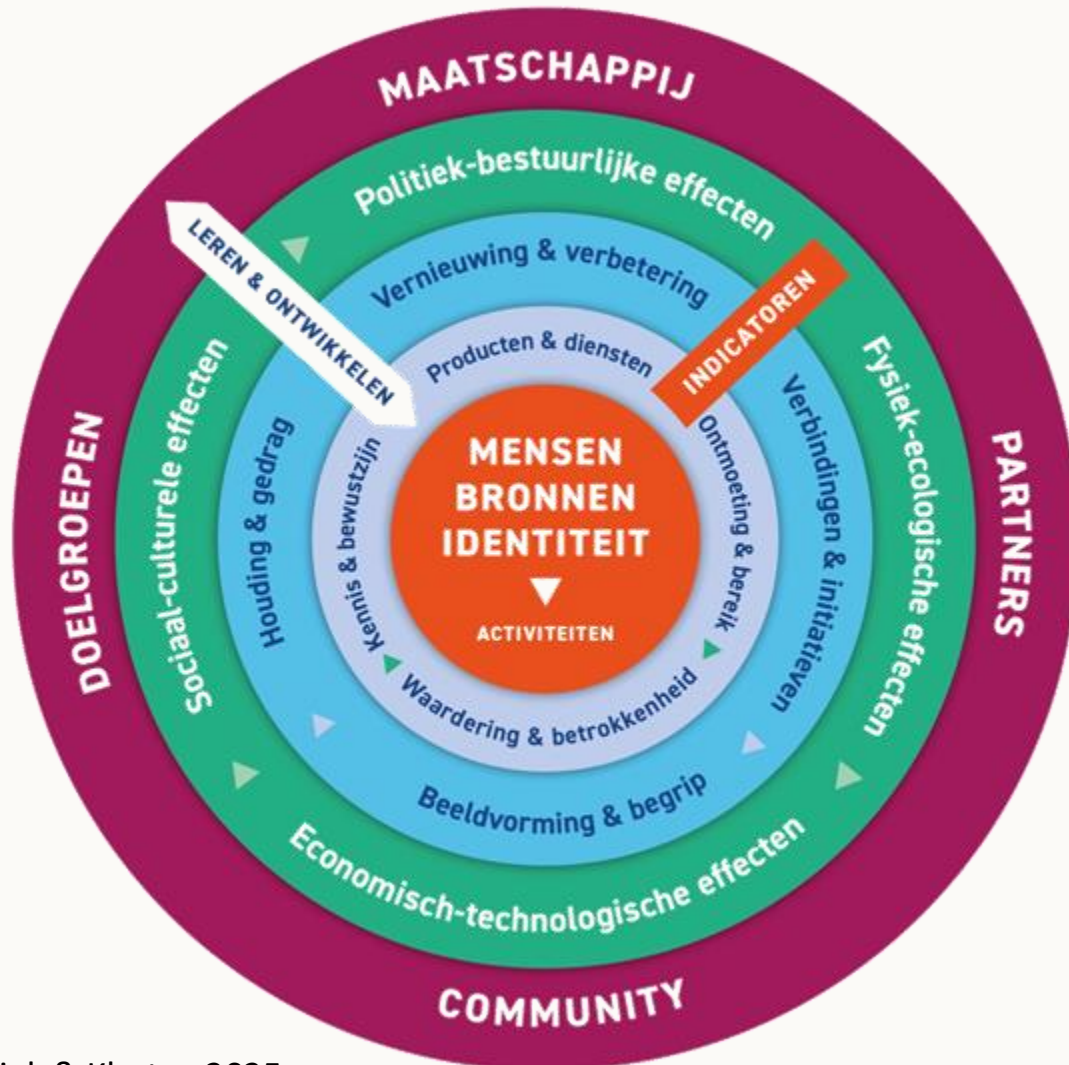 MAATSCHAPPIJ
PARTNERS
COMMUNITY
DOELGROEPEN
Politiek-bestuurlijke effecten
Fysiek-ecologische effecten
Economisch-technologische effecten
Sociaal-culturele effecten
Vernieuwing & verbetering
Verbindingen & initiatieven
Beeldvorming & begrip
Houding & gedrag
Producten & diensten
Ontmoeting & bereik
Waardering & betrokkenheid
Kennis & bewustzijn
LEREN & ONTWIKKELEN
INDICATOREN
MENSEN
BRONNEN
IDENTITEIT
ACTIVITEITEN